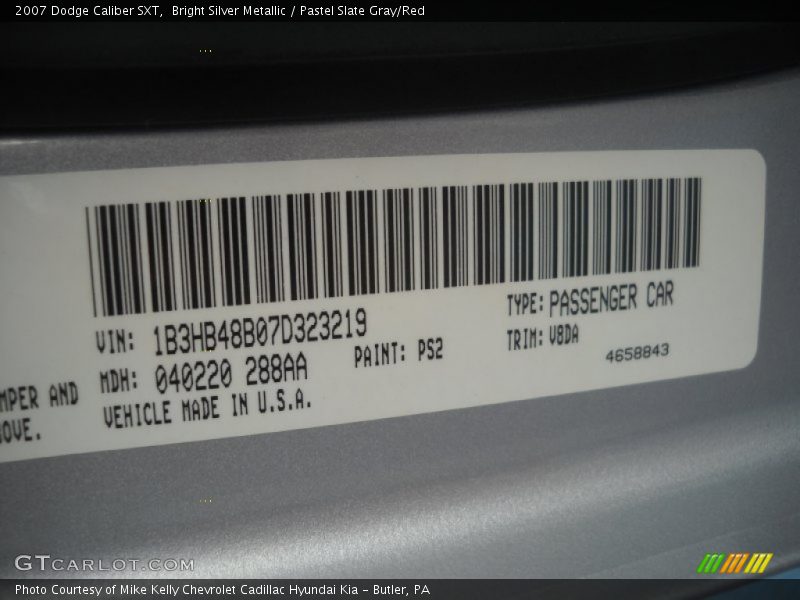 2007 Dodge Caliber SXT,  Bright Silver Metallic / Pastel Slate Gray/Red
VIN: 1B3HB48B07D323219
TYPE: PASSENGER CAR
MDH: 040220 288AA
PAINT: PS2
TRIM: V8DA
4658843
MPER AND
OVE.
VEHICLE MADE IN U.S.A.
GTCARLOT.COM
Photo Courtesy of Mike Kelly Chevrolet Cadillac Hyundai Kia – Butler, PA